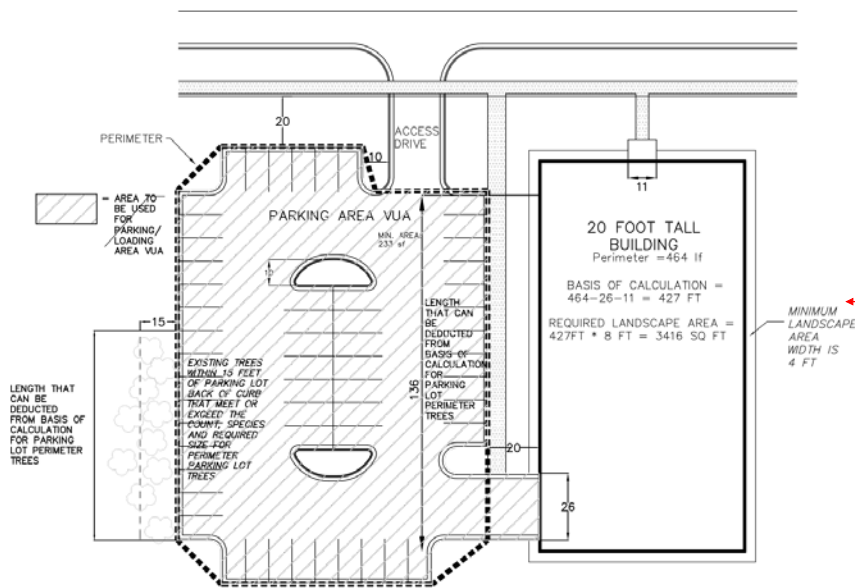 20
PERIMETER
10
ACCESS
DRIVE
11
= AREA TO
BE USED
FOR
PARKING/
LOADING
AREA VUA
PARKING AREA VUA
MIN. AREA:
233 sf
10
20 FOOT TALL
BUILDING
Perimeter =464 lf
BASIS OF CALCULATION =
464-26-11 = 427 FT
REQUIRED LANDSCAPE AREA =
427FT * 8 FT = 3416 SQ FT
MINIMUM
LANDSCAPE
AREA
WIDTH IS
4 FT
15
LENGTH
THAT CAN
BE
DEDUCTED
FROM
BASIS OF
CALCULATION
FOR
PARKING
LOT
PERIMETER
TREES
136
EXISTING TREES
WITHIN 15 FEET
OF PARKING LOT
BACK OF CURB
THAT MEET OR
EXCEED THE
COUNT, SPECIES
AND REQUIRED
SIZE FOR
PERIMETER
PARKING LOT
TREES
LENGTH THAT
CAN BE
DEDUCTED
FROM BASIS OF
CALCULATION
FOR PARKING
LOT PERIMETER
TREES
20
26